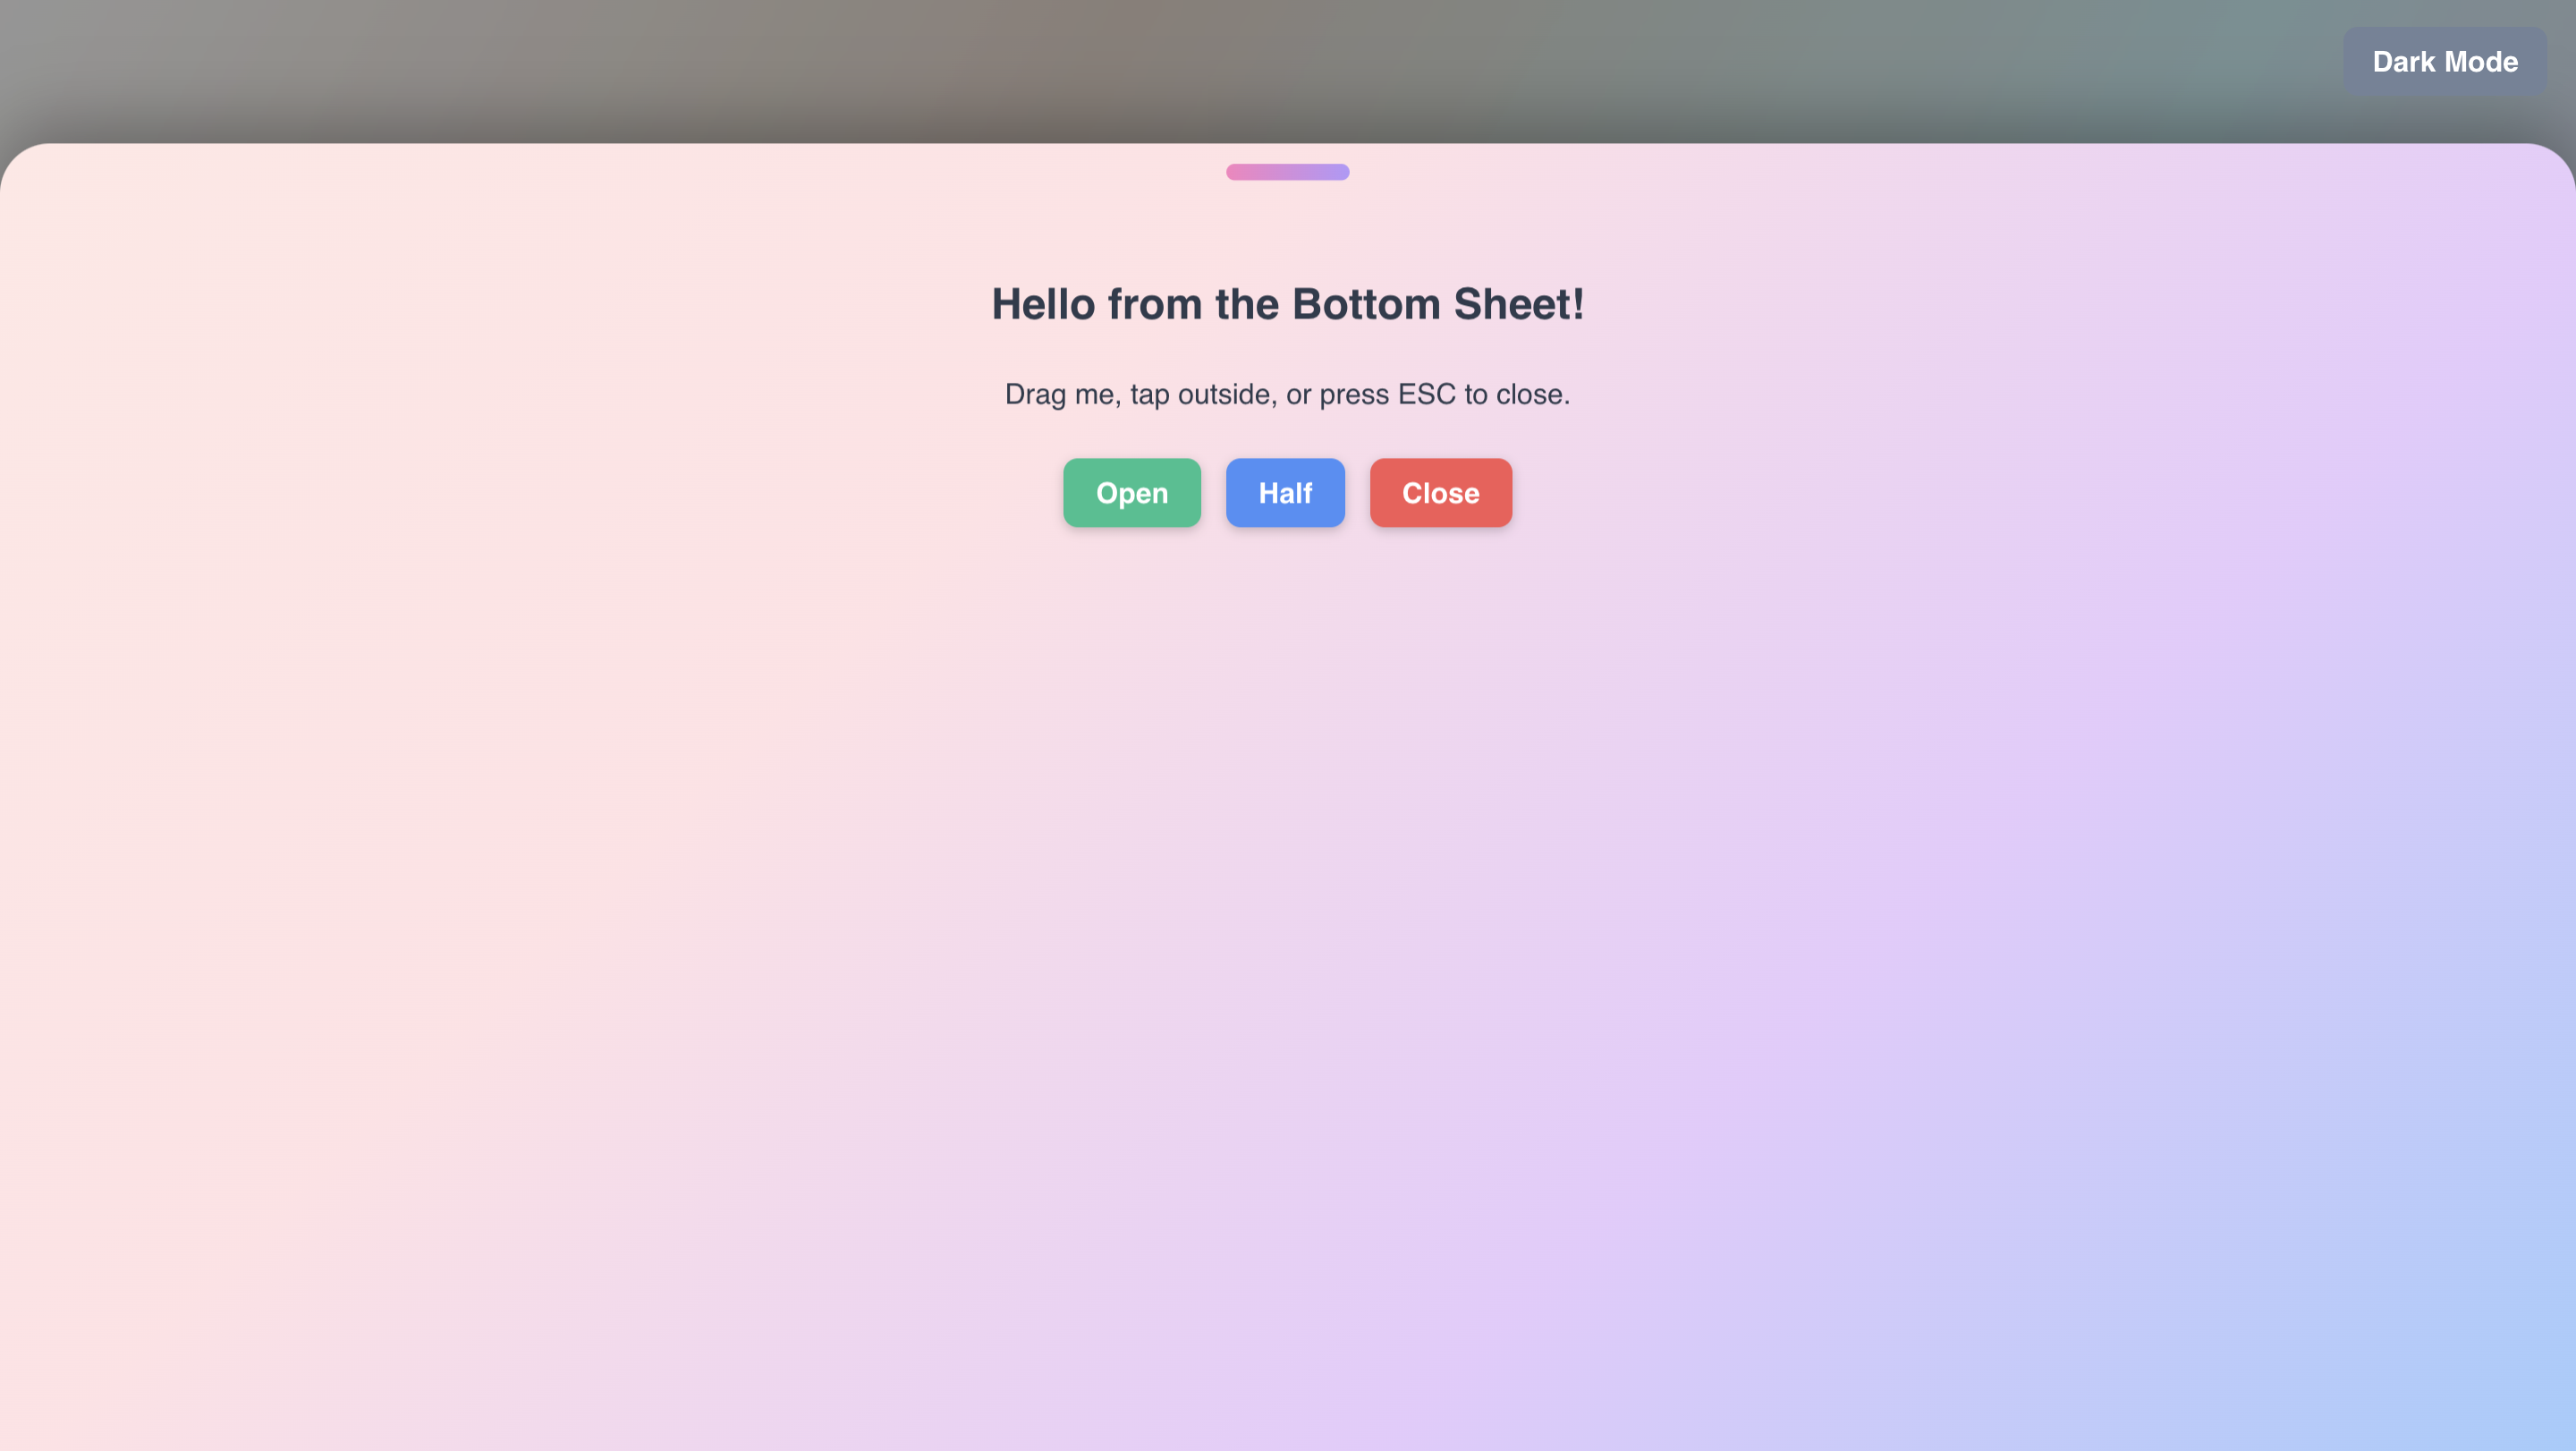 Dark Mode
Hello from the Bottom Sheet!
Drag me, tap outside, or press ESC to close.
Open Half Close